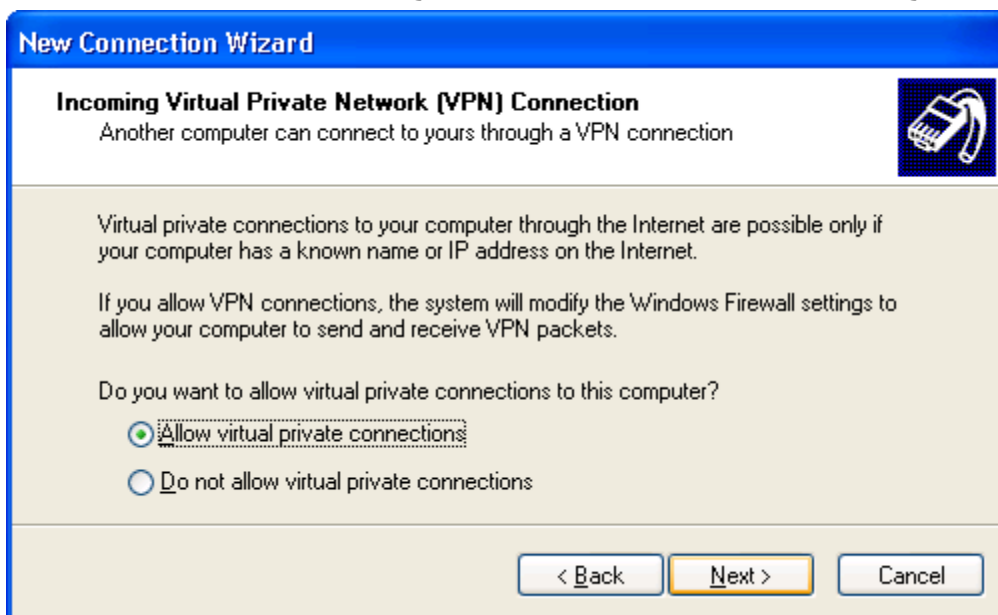 New Connection Wizard
Incoming Virtual Private Network (VPN) Connection
Another computer can connect to yours through a VPN connection
Virtual private connections to your computer through the Internet are possible only if
your computer has a known name or IP address on the Internet.
If you allow VPN connections, the system will modify the Windows Firewall settings to
allow your computer to send and receive VPN packets.
Do you want to allow virtual private connections to this computer?
Allow virtual private connections
Do not allow virtual private connections
< Back Next > Cancel